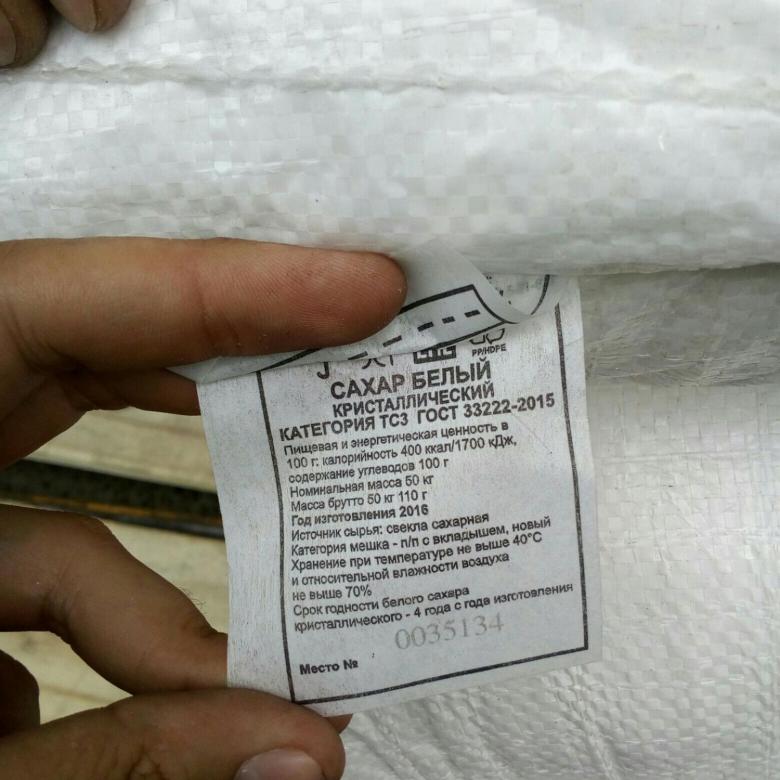 PP/HDPE
САХАР БЕЛЫЙ
КРИСТАЛЛИЧЕСКИЙ
КАТЕГОРИЯ ТС3 ГОСТ 33222-2015
Пищевая и энергетическая ценность в
100 г: калорийность 400 ккал/1700 кДж,
содержание углеводов 100 г
Номинальная масса 50 кг
Масса брутто 50 кг 110 г
Год изготовления 2016
Источник сырья: свекла сахарная
Категория мешка - п/п с вкладышем, новый
Хранение при температуре не выше 40°С
и относительной влажности воздуха
не выше 70%
Срок годности белого сахара
кристаллического - 4 года с года изготовления
0035134
Место №